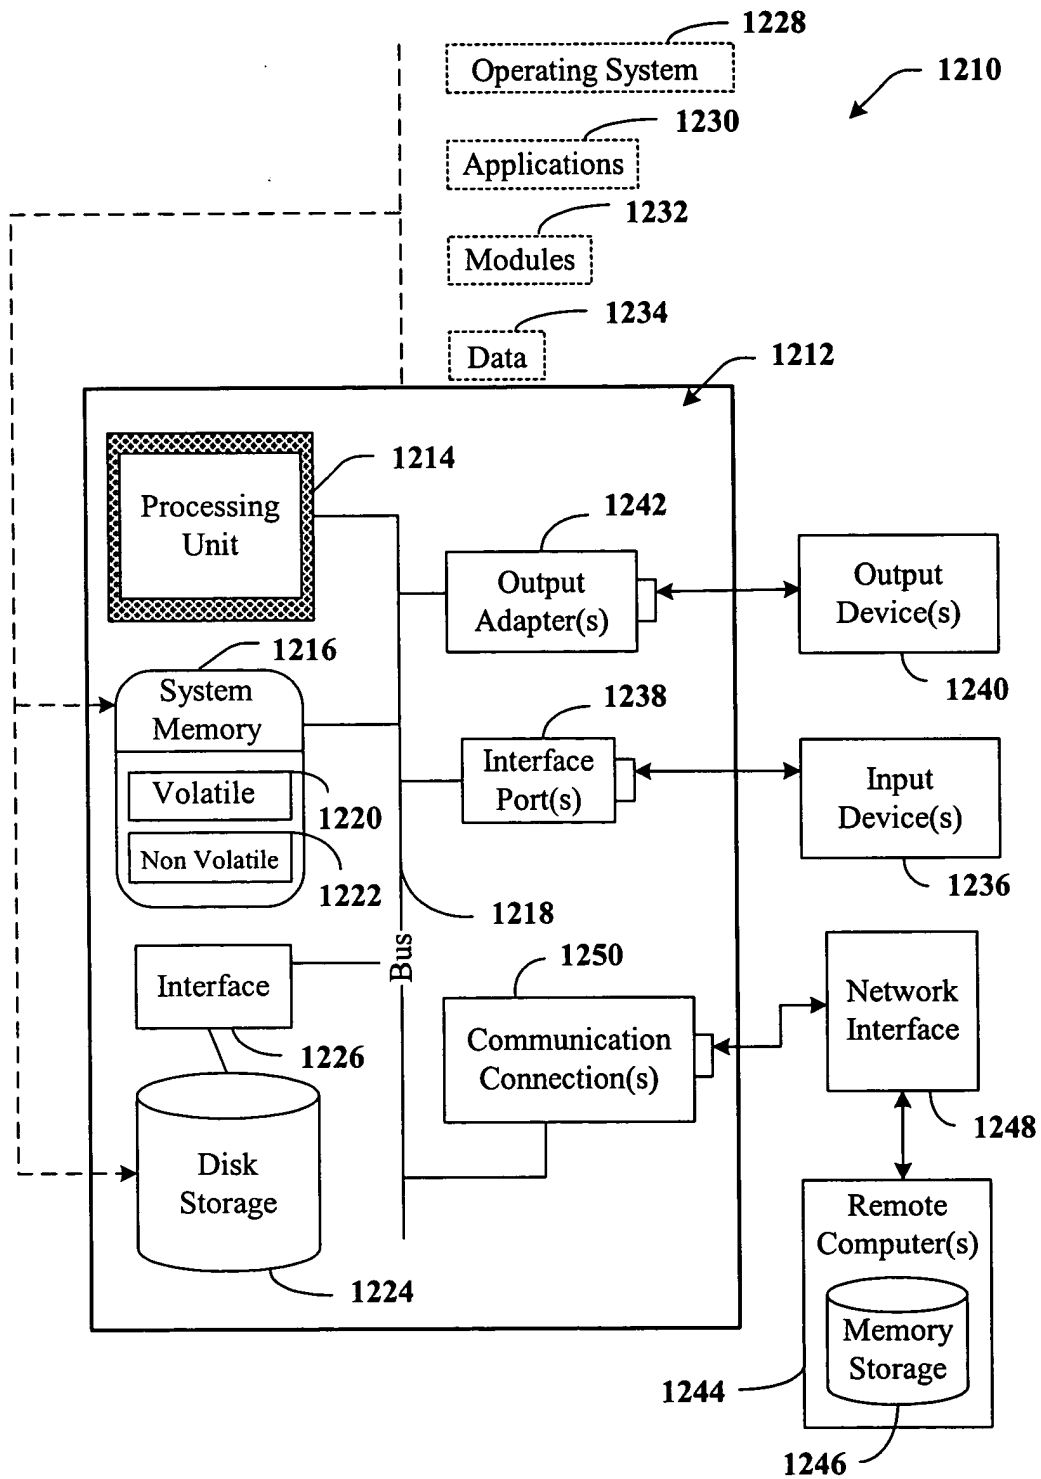 1228
Operating System
1210
1230
Applications
1232
Modules
1234
Data
1212
1214
Processing
Unit
1242
Output
Adapter(s)
Output
Device(s)
1240
1216
System
Memory
1238
Interface
Port(s)
Input
Device(s)
1236
Volatile
1220
Non Volatile
1222
1218
Bus
Interface
1226
1250
Communication
Connection(s)
Network
Interface
1248
Disk
Storage
1224
Remote
Computer(s)
Memory
Storage
1244
1246